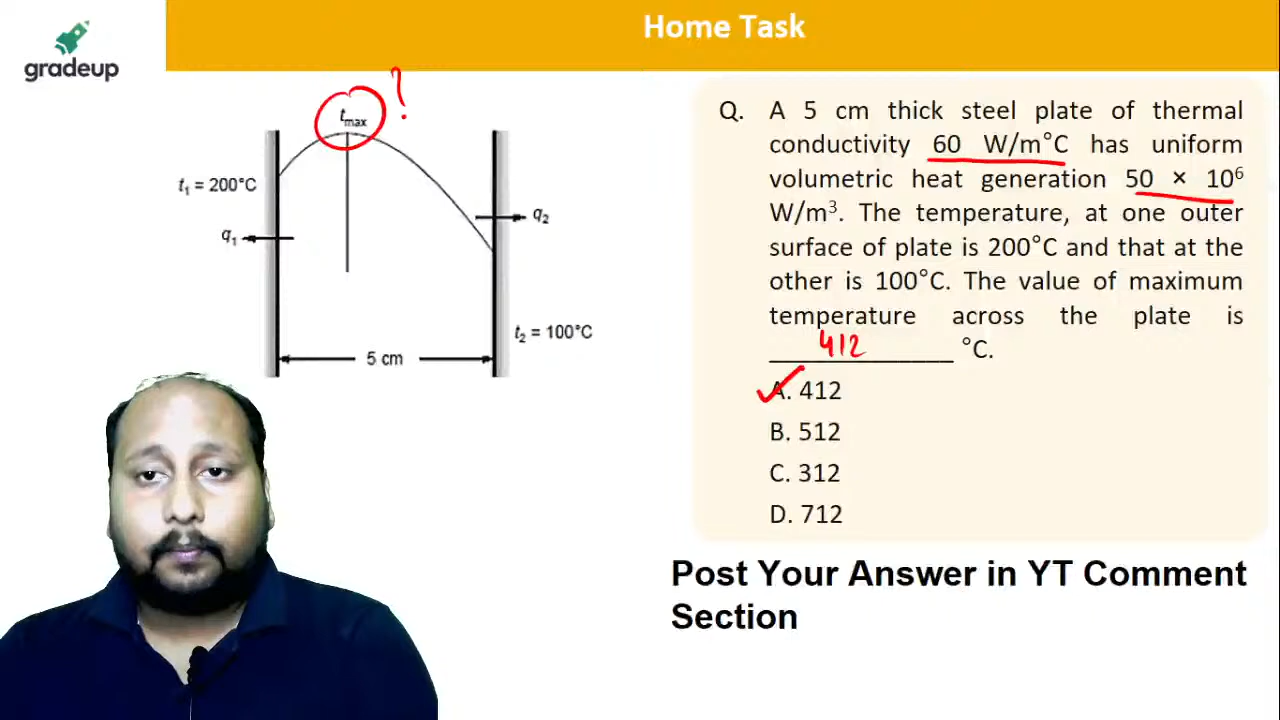 Home Task
gradeup
t_max ?
t₁ = 200°C
q₁
q₂
t₂ = 100°C
5 cm
Q. A 5 cm thick steel plate of thermal
conductivity 60 W/m°C has uniform
volumetric heat generation 50 × 10⁶
W/m³. The temperature, at one outer
surface of plate is 200°C and that at the
other is 100°C. The value of maximum
temperature across the plate is
412 °C.
A. 412
B. 512
C. 312
D. 712
Post Your Answer in YT Comment
Section